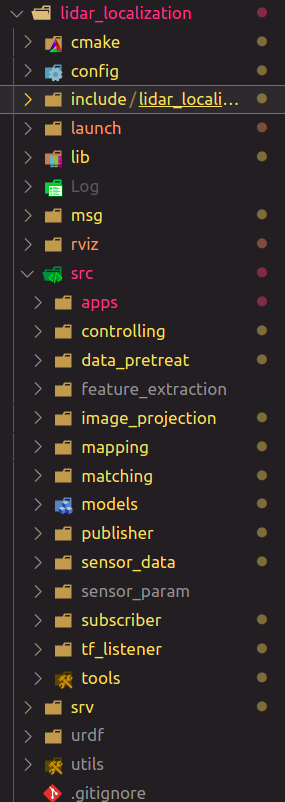 lidar_localization
cmake
config
include/lidar_locali...
launch
lib
Log
msg
rviz
src
apps
controlling
data_pretreat
feature_extraction
image_projection
mapping
matching
models
publisher
sensor_data
sensor_param
subscriber
tf_listener
tools
srv
urdf
utils
.gitignore